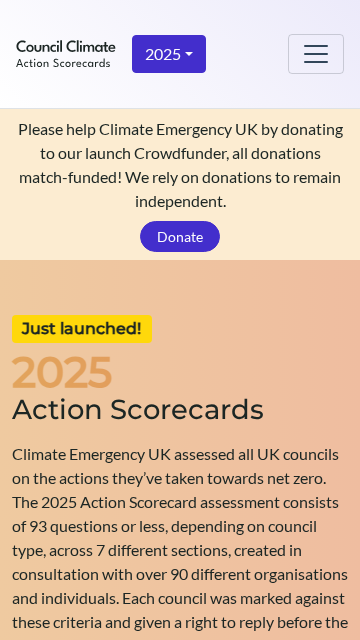 Council Climate
Action Scorecards
2025
Please help Climate Emergency UK by donating
to our launch Crowdfunder, all donations
match-funded! We rely on donations to remain
independent.
Donate
Just launched!
2025
Action Scorecards
Climate Emergency UK assessed all UK councils
on the actions they’ve taken towards net zero.
The 2025 Action Scorecard assessment consists
of 93 questions or less, depending on council
type, across 7 different sections, created in
consultation with over 90 different organisations
and individuals. Each council was marked against
these criteria and given a right to reply before the